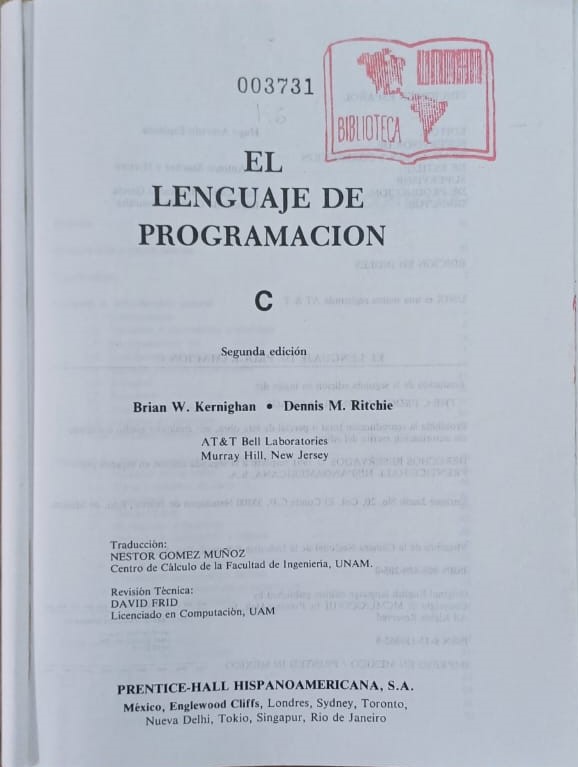 003731
BIBLIOTECA
EL
LENGUAJE DE
PROGRAMACION
C
Segunda edición
Brian W. Kernighan • Dennis M. Ritchie
AT&T Bell Laboratories
Murray Hill, New Jersey
Traducción:
NESTOR GOMEZ MUÑOZ
Centro de Cálculo de la Facultad de Ingeniería, UNAM.
Revisión Técnica:
DAVID FRID
Licenciado en Computación, UAM
PRENTICE-HALL HISPANOAMERICANA, S.A.
México, Englewood Cliffs, Londres, Sydney, Toronto,
Nueva Delhi, Tokio, Singapur, Rio de Janeiro